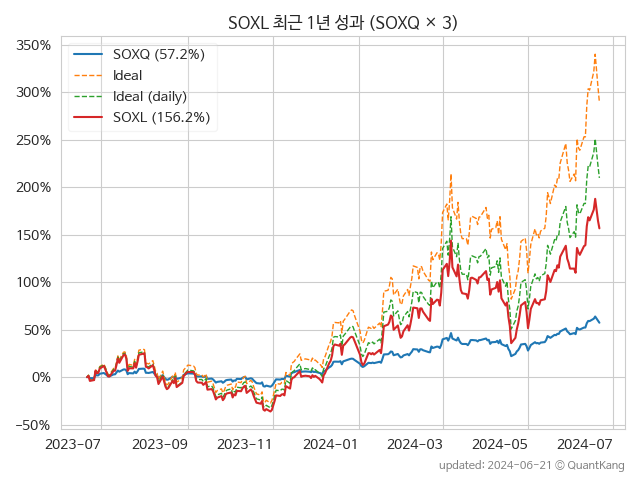 SOXL 최근 1년 성과 (SOXQ × 3)
350%
300%
250%
200%
150%
100%
50%
0%
−50%
SOXQ (57.2%)
Ideal
Ideal (daily)
SOXL (156.2%)
2023-07
2023-09
2023-11
2024-01
2024-03
2024-05
2024-07
updated: 2024-06-21 ⓒ QuantKang